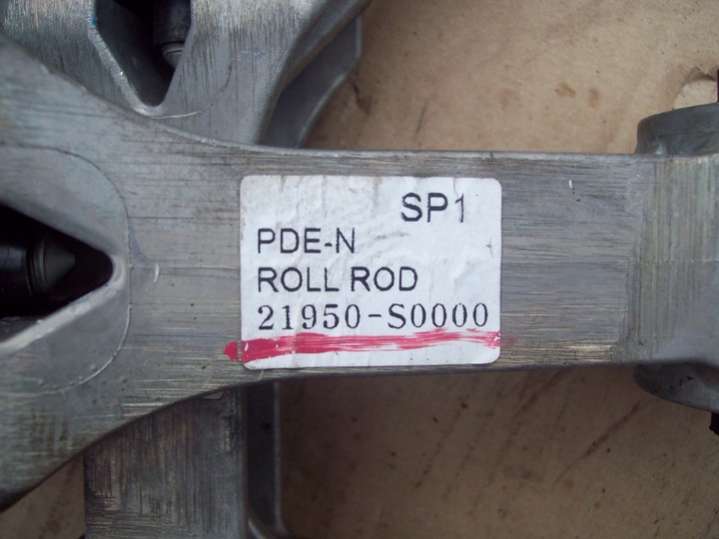 SP1
PDE-N
ROLL ROD
21950-S0000